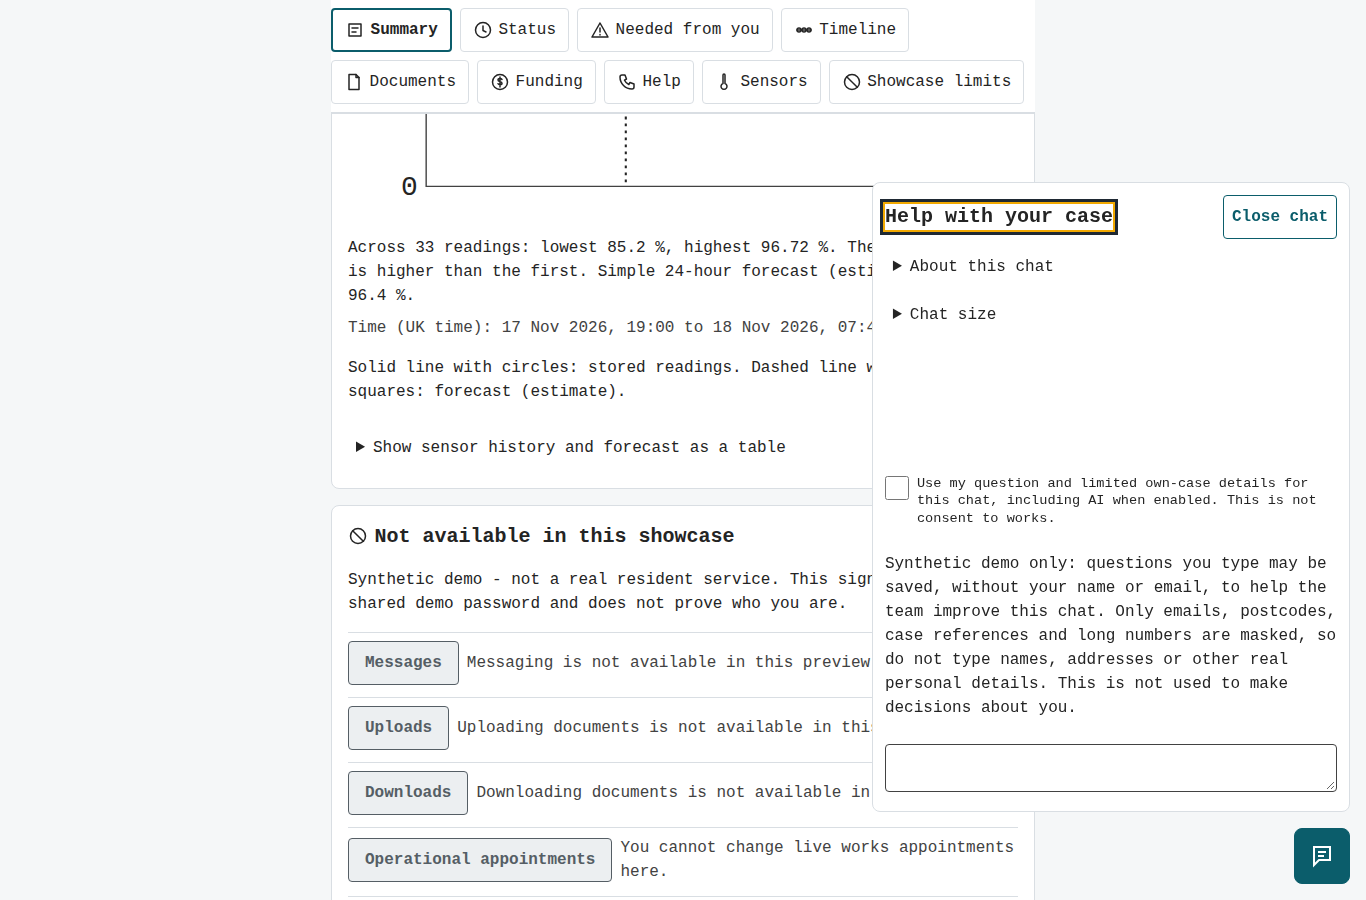 Summary
Status
Needed from you
Timeline
Documents
Funding
Help
Sensors
Showcase limits
0
Across 33 readings: lowest 85.2 %, highest 96.72 %. The
is higher than the first. Simple 24-hour forecast (esti
96.4 %.
Time (UK time): 17 Nov 2026, 19:00 to 18 Nov 2026, 07:4
Solid line with circles: stored readings. Dashed line w
squares: forecast (estimate).
Show sensor history and forecast as a table
Not available in this showcase
Synthetic demo - not a real resident service. This sign
shared demo password and does not prove who you are.
Messages
Messaging is not available in this preview
Uploads
Uploading documents is not available in this
Downloads
Downloading documents is not available in
Operational appointments
You cannot change live works appointments
here.
Help with your case
Close chat
About this chat
Chat size
Use my question and limited own-case details for
this chat, including AI when enabled. This is not
consent to works.
Synthetic demo only: questions you type may be
saved, without your name or email, to help the
team improve this chat. Only emails, postcodes,
case references and long numbers are masked, so
do not type names, addresses or other real
personal details. This is not used to make
decisions about you.